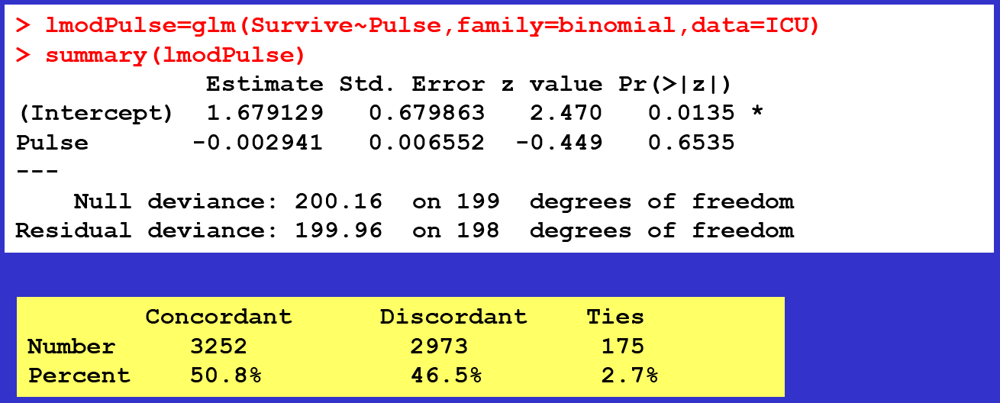 > lmodPulse=glm(Survive~Pulse,family=binomial,data=ICU)
> summary(lmodPulse)
Estimate Std. Error z value Pr(>|z|)
(Intercept) 1.679129 0.679863 2.470 0.0135 *
Pulse -0.002941 0.006552 -0.449 0.6535
---
Null deviance: 200.16 on 199 degrees of freedom
Residual deviance: 199.96 on 198 degrees of freedom
Concordant Discordant Ties
Number 3252 2973 175
Percent 50.8% 46.5% 2.7%